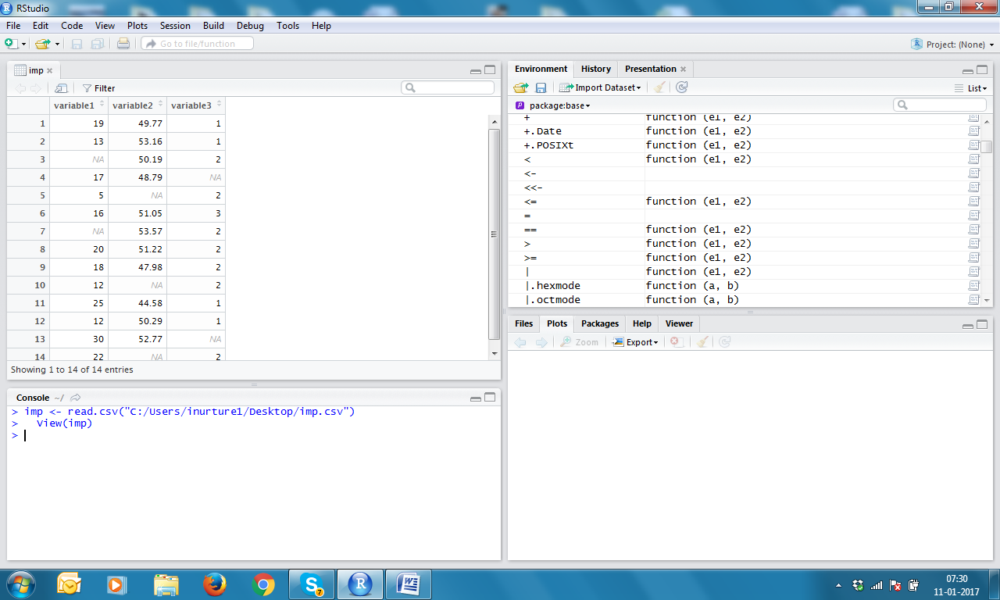 RStudio
File Edit Code View Plots Session Build Debug Tools Help
Go to file/function
Project: (None)
imp
Filter
variable1 variable2 variable3
1 19 49.77 1
2 13 53.16 1
3 NA 50.19 2
4 17 48.79 NA
5 5 NA 2
6 16 51.05 3
7 NA 53.57 2
8 20 51.22 2
9 18 47.98 2
10 12 NA 2
11 25 44.58 1
12 12 50.29 1
13 30 52.77 NA
14 22 NA 2
Showing 1 to 14 of 14 entries
Console ~/
> imp <- read.csv("C:/Users/inurture1/Desktop/imp.csv")
>   View(imp)
>
Environment History Presentation
Import Dataset
List
package:base
+ function (e1, e2)
+.Date function (e1, e2)
+.POSIXt function (e1, e2)
< function (e1, e2)
<-
<<-
<= function (e1, e2)
=
== function (e1, e2)
> function (e1, e2)
>= function (e1, e2)
| function (e1, e2)
|.hexmode function (a, b)
|.octmode function (a, b)
Files Plots Packages Help Viewer
Zoom Export
7
07:30
11-01-2017